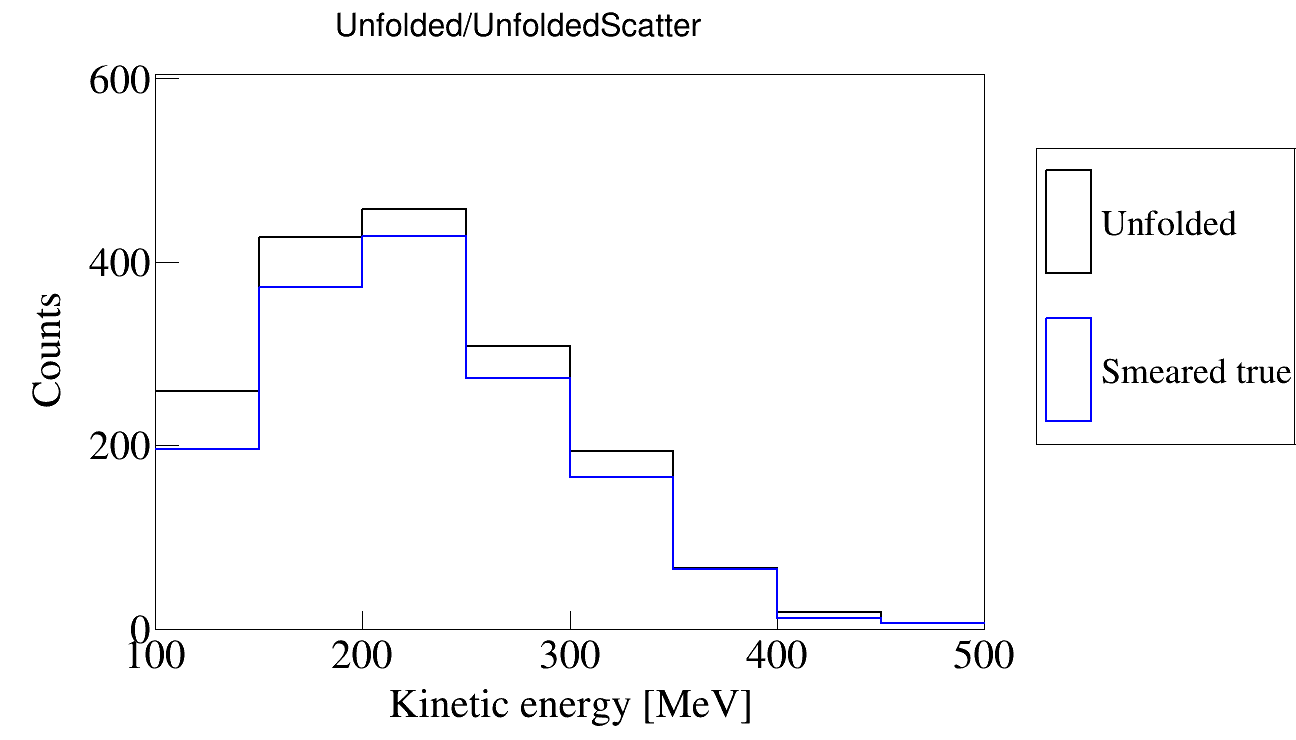 Unfolded/UnfoldedScatter
600
400
200
0
Counts
100 200 300 400 500
Kinetic energy [MeV]
Unfolded
Smeared true